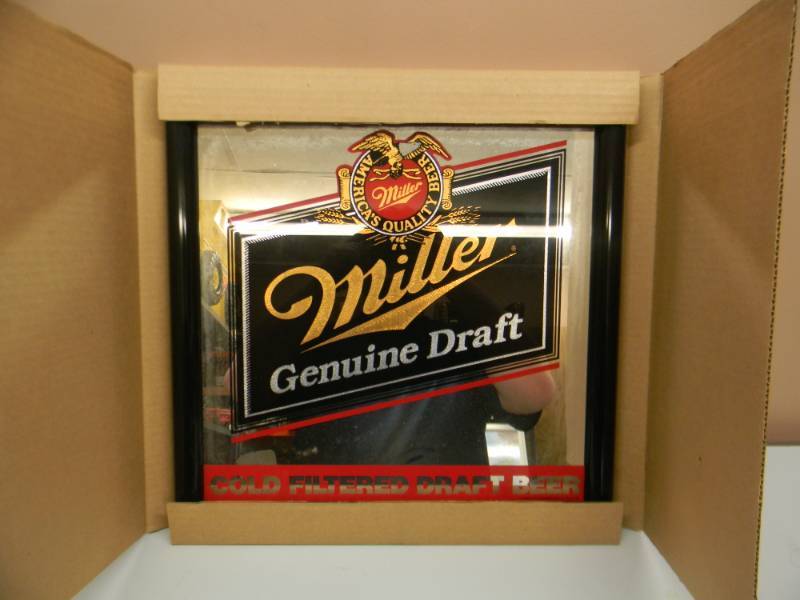 AMERICA'S QUALITY BEER
Miller
Miller
Genuine Draft
COLD FILTERED DRAFT BEER